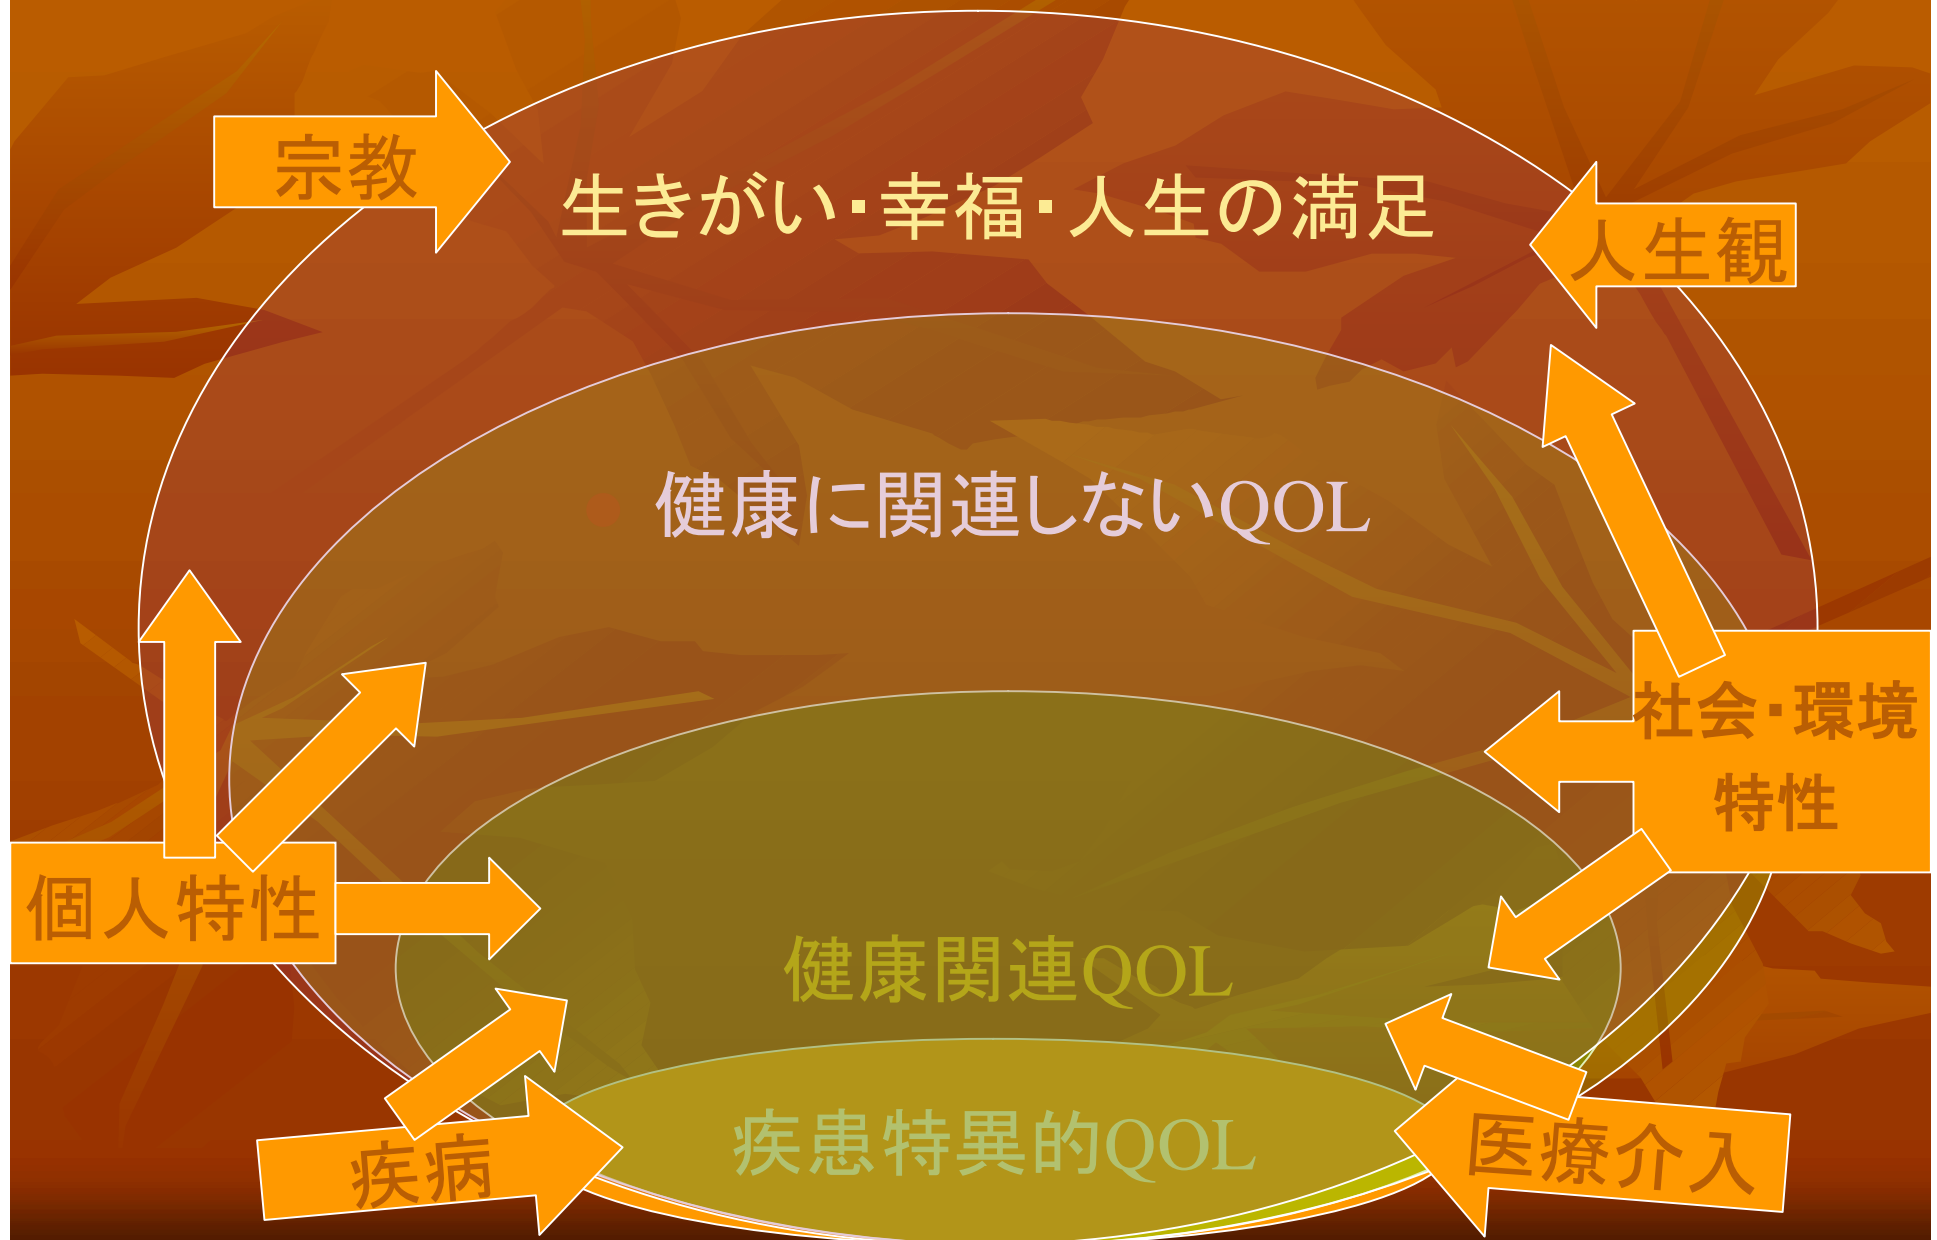 宗教
生きがい・幸福・人生の満足
人生観
健康に関連しないQOL
社会・環境
特性
個人特性
健康関連QOL
疾患特異的QOL
疾病
医療介入